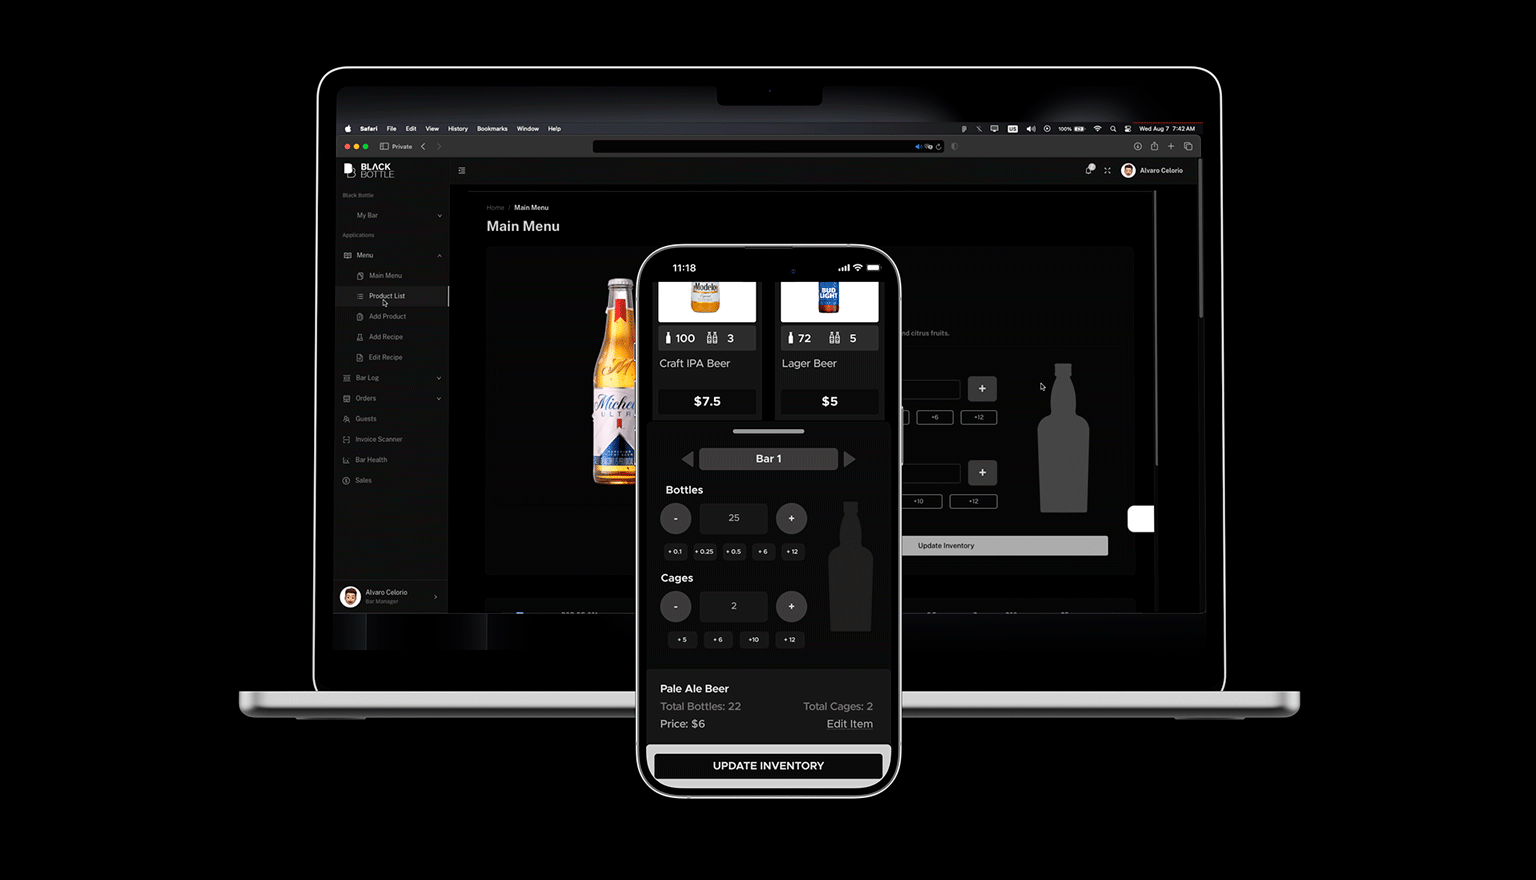 Safari File Edit View History Bookmarks Window Help
US 100% Wed Aug 7 7:42 AM
Private
BLACK
BOTTLE
Alvaro Celorio
Black Bottle
My Bar
Applications
Menu
Main Menu
Product List
Add Product
Add Recipe
Edit Recipe
Bar Log
Orders
Guests
Invoice Scanner
Bar Health
Sales
Alvaro Celorio
Bar Manager
Home / Main Menu
Main Menu
ULTRA
nd citrus fruits.
+
+6 +12
+
+10 +12
Update Inventory
11:18
Modelo
BUD
LIGHT
100 3
72 5
Craft IPA Beer
Lager Beer
$7.5
$5
Bar 1
Bottles
- 25 +
+ 0.1 + 0.25 + 0.5 + 6 + 12
Cages
- 2 +
+ 5 + 6 +10 + 12
Pale Ale Beer
Total Bottles: 22 Total Cages: 2
Price: $6 Edit Item
UPDATE INVENTORY